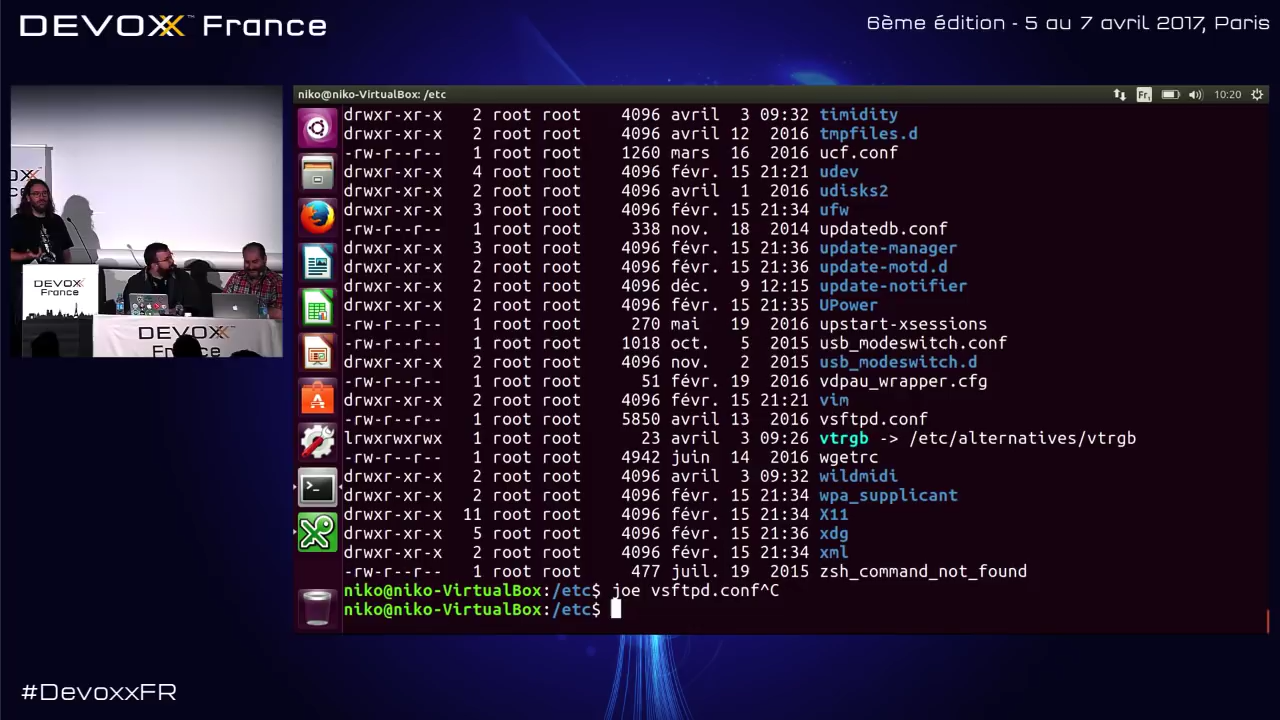 DEVOXX™ France
6ème édition - 5 au 7 avril 2017, Paris
niko@niko-VirtualBox: /etc
Fr1
10:20
drwxr-xr-x 2 root root 4096 avril 3 09:32 timidity
drwxr-xr-x 2 root root 4096 avril 12 2016 tmpfiles.d
-rw-r--r-- 1 root root 1260 mars 16 2016 ucf.conf
drwxr-xr-x 4 root root 4096 févr. 15 21:21 udev
drwxr-xr-x 2 root root 4096 avril 1 2016 udisks2
drwxr-xr-x 3 root root 4096 févr. 15 21:34 ufw
-rw-r--r-- 1 root root 338 nov. 18 2014 updatedb.conf
drwxr-xr-x 3 root root 4096 févr. 15 21:36 update-manager
drwxr-xr-x 2 root root 4096 févr. 15 21:36 update-motd.d
drwxr-xr-x 2 root root 4096 déc. 9 12:15 update-notifier
drwxr-xr-x 2 root root 4096 févr. 15 21:35 UPower
-rw-r--r-- 1 root root 270 mai 19 2016 upstart-xsessions
-rw-r--r-- 1 root root 1018 oct. 5 2015 usb_modeswitch.conf
drwxr-xr-x 2 root root 4096 nov. 2 2015 usb_modeswitch.d
-rw-r--r-- 1 root root 51 févr. 19 2016 vdpau_wrapper.cfg
drwxr-xr-x 2 root root 4096 févr. 15 21:21 vim
-rw-r--r-- 1 root root 5850 avril 13 2016 vsftpd.conf
lrwxrwxrwx 1 root root 23 avril 3 09:26 vtrgb -> /etc/alternatives/vtrgb
-rw-r--r-- 1 root root 4942 juin 14 2016 wgetrc
drwxr-xr-x 2 root root 4096 avril 3 09:32 wildmidi
drwxr-xr-x 2 root root 4096 févr. 15 21:34 wpa_supplicant
drwxr-xr-x 11 root root 4096 févr. 15 21:34 X11
drwxr-xr-x 5 root root 4096 févr. 15 21:36 xdg
drwxr-xr-x 2 root root 4096 févr. 15 21:34 xml
-rw-r--r-- 1 root root 477 juil. 19 2015 zsh_command_not_found
niko@niko-VirtualBox:/etc$ joe vsftpd.conf^C
niko@niko-VirtualBox:/etc$
DEVOXX
France
DEVOXX
France
#DevoxxFR